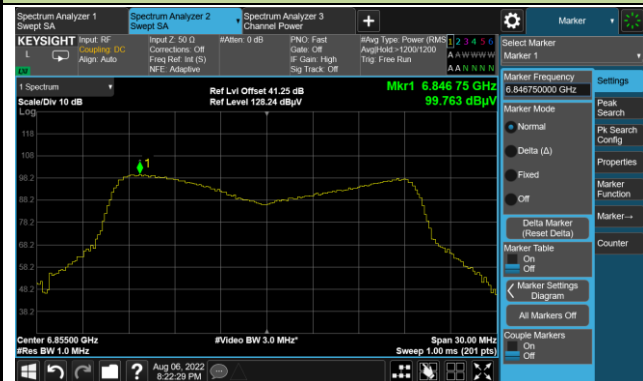 Spectrum Analyzer 1
Swept SA
Spectrum Analyzer 2
Swept SA
Spectrum Analyzer 3
Channel Power
+
Marker
KEYSIGHT
L
Input: RF
Coupling: DC
Align: Auto
Input Z: 50 Ω
Corrections: Off
Freq Ref: Int (S)
NFE: Adaptive
#Atten: 0 dB
PNO: Fast
Gate: Off
IF Gain: High
Sig Track: Off
#Avg Type: Power (RMS
Avg|Hold:>1200/1200
Trig: Free Run
1 2 3 4 5 6
A A W W W W
A A N N N N
Select Marker
Marker 1
1 Spectrum
Scale/Div 10 dB
Log
Ref Lvl Offset 41.25 dB
Ref Level 128.24 dBµV
Mkr1 6.846 75 GHz
99.763 dBµV
118
108
98.2
88.2
78.2
68.2
58.2
48.2
38.2
1
Center 6.85500 GHz
#Res BW 1.0 MHz
#Video BW 3.0 MHz*
Span 30.00 MHz
Sweep 1.00 ms (201 pts)
Marker Frequency
6.846750000 GHz
Marker Mode
Normal
Delta (Δ)
Fixed
Off
Delta Marker
(Reset Delta)
Marker Table
On
Off
Marker Settings
Diagram
All Markers Off
Couple Markers
On
Off
Settings
Peak
Search
Pk Search
Config
Properties
Marker
Function
Marker→
Counter
?
Aug 06, 2022
8:22:29 PM